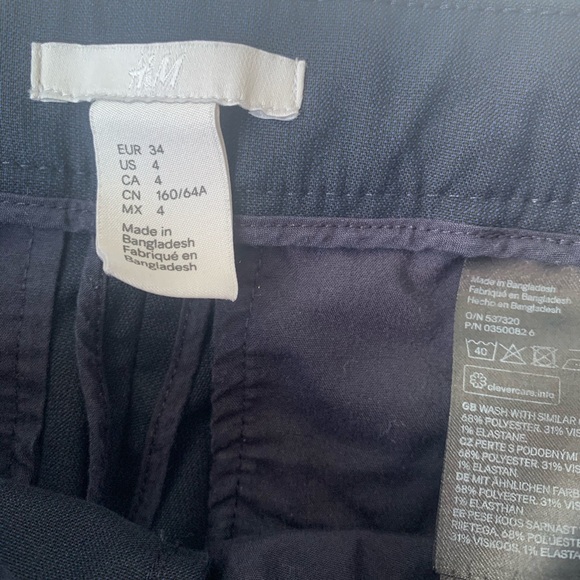 H&M
EUR 34
US 4
CA 4
CN 160/64A
MX 4
Made in
Bangladesh
Fabriqué en
Bangladesh
Made in Bangladesh
Fabriqué en Bangladesh
Hecho en Bangladesh
O/N 537320
P/N 0350082 6
40
clevercare.info
GB WASH WITH SIMILAR
68% POLYESTER, 31% VIS
1% ELASTANE.
CZ PERTE S PODOBNÝMI
68% POLYESTER, 31% VIS
1% ELASTAN.
DE MIT ÄHNLICHEN FARBE
68% POLYESTER, 31% VIS
1% ELASTHAN
EE PESE KOOS SARNAST
RIIETEGA, 68% POLÜESTER
31% VISKOOS, 1% ELASTA